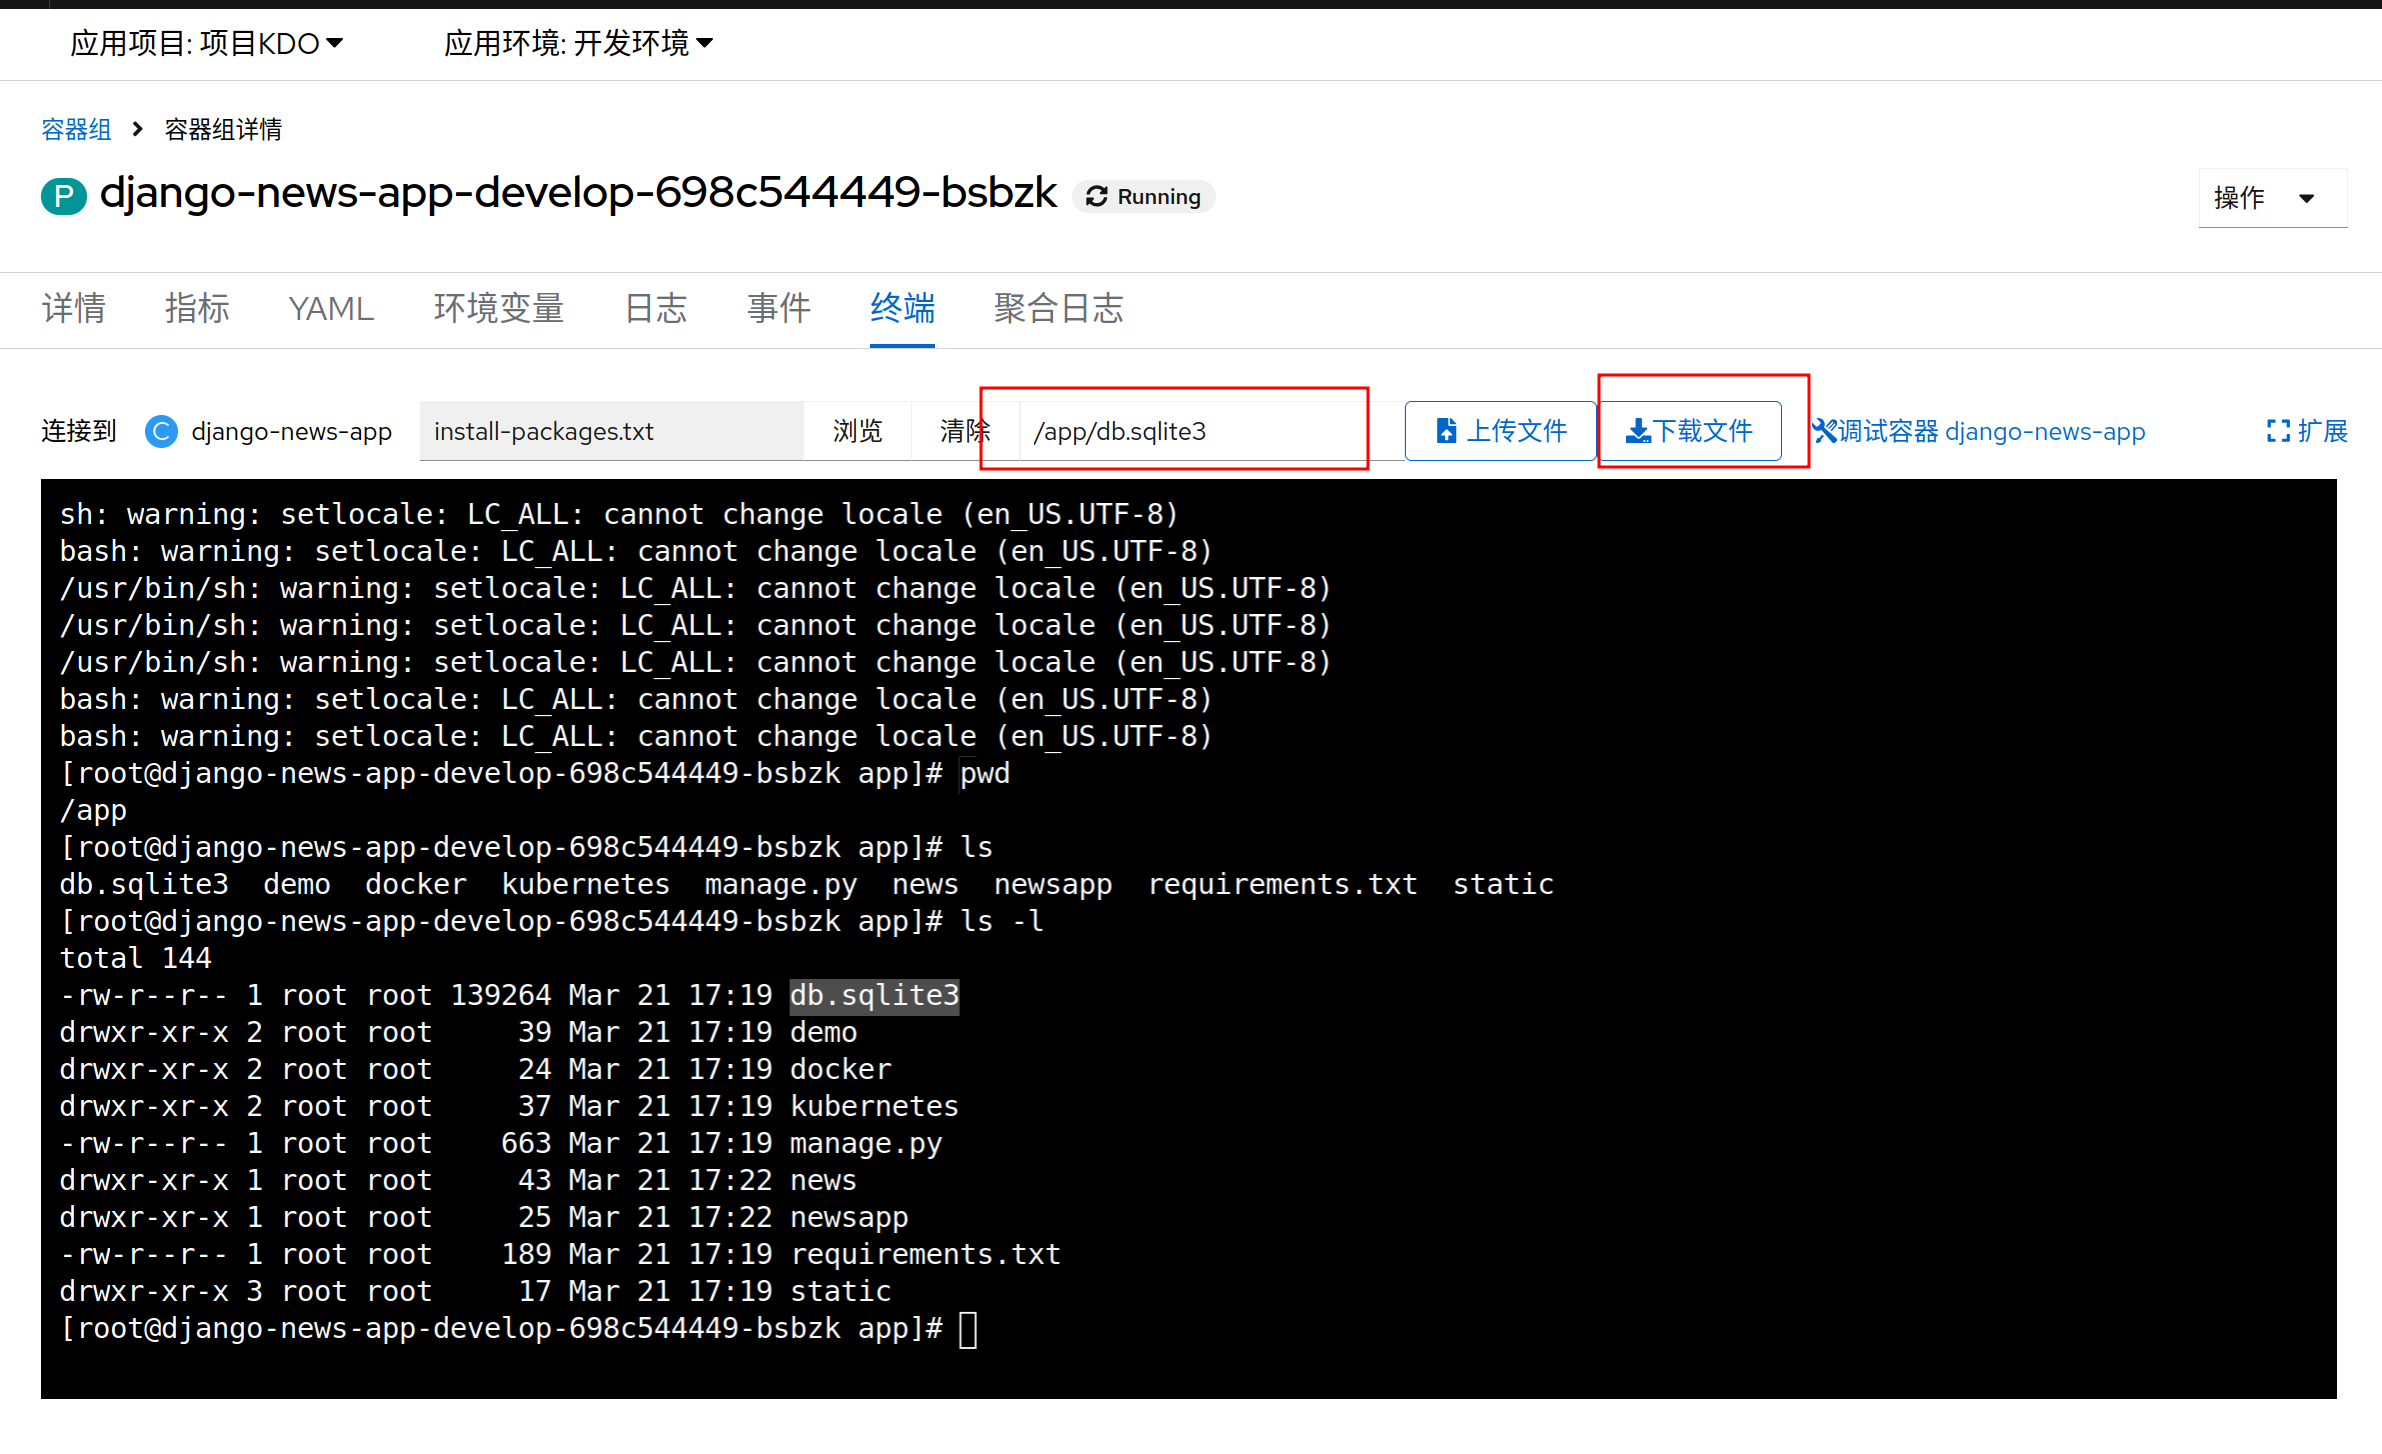 应用项目: 项目KDO 应用环境: 开发环境
容器组 容器组详情
P django-news-app-develop-698c544449-bsbzk Running 操作
详情 指标 YAML 环境变量 日志 事件 终端 聚合日志
连接到 C django-news-app install-packages.txt 浏览 清除 /app/db.sqlite3 上传文件 下载文件 调试容器 django-news-app 扩展
sh: warning: setlocale: LC_ALL: cannot change locale (en_US.UTF-8)
bash: warning: setlocale: LC_ALL: cannot change locale (en_US.UTF-8)
/usr/bin/sh: warning: setlocale: LC_ALL: cannot change locale (en_US.UTF-8)
/usr/bin/sh: warning: setlocale: LC_ALL: cannot change locale (en_US.UTF-8)
/usr/bin/sh: warning: setlocale: LC_ALL: cannot change locale (en_US.UTF-8)
bash: warning: setlocale: LC_ALL: cannot change locale (en_US.UTF-8)
bash: warning: setlocale: LC_ALL: cannot change locale (en_US.UTF-8)
[root@django-news-app-develop-698c544449-bsbzk app]# pwd
/app
[root@django-news-app-develop-698c544449-bsbzk app]# ls
db.sqlite3  demo  docker  kubernetes  manage.py  news  newsapp  requirements.txt  static
[root@django-news-app-develop-698c544449-bsbzk app]# ls -l
total 144
-rw-r--r-- 1 root root 139264 Mar 21 17:19 db.sqlite3
drwxr-xr-x 2 root root     39 Mar 21 17:19 demo
drwxr-xr-x 2 root root     24 Mar 21 17:19 docker
drwxr-xr-x 2 root root     37 Mar 21 17:19 kubernetes
-rw-r--r-- 1 root root    663 Mar 21 17:19 manage.py
drwxr-xr-x 1 root root     43 Mar 21 17:22 news
drwxr-xr-x 1 root root     25 Mar 21 17:22 newsapp
-rw-r--r-- 1 root root    189 Mar 21 17:19 requirements.txt
drwxr-xr-x 3 root root     17 Mar 21 17:19 static
[root@django-news-app-develop-698c544449-bsbzk app]#